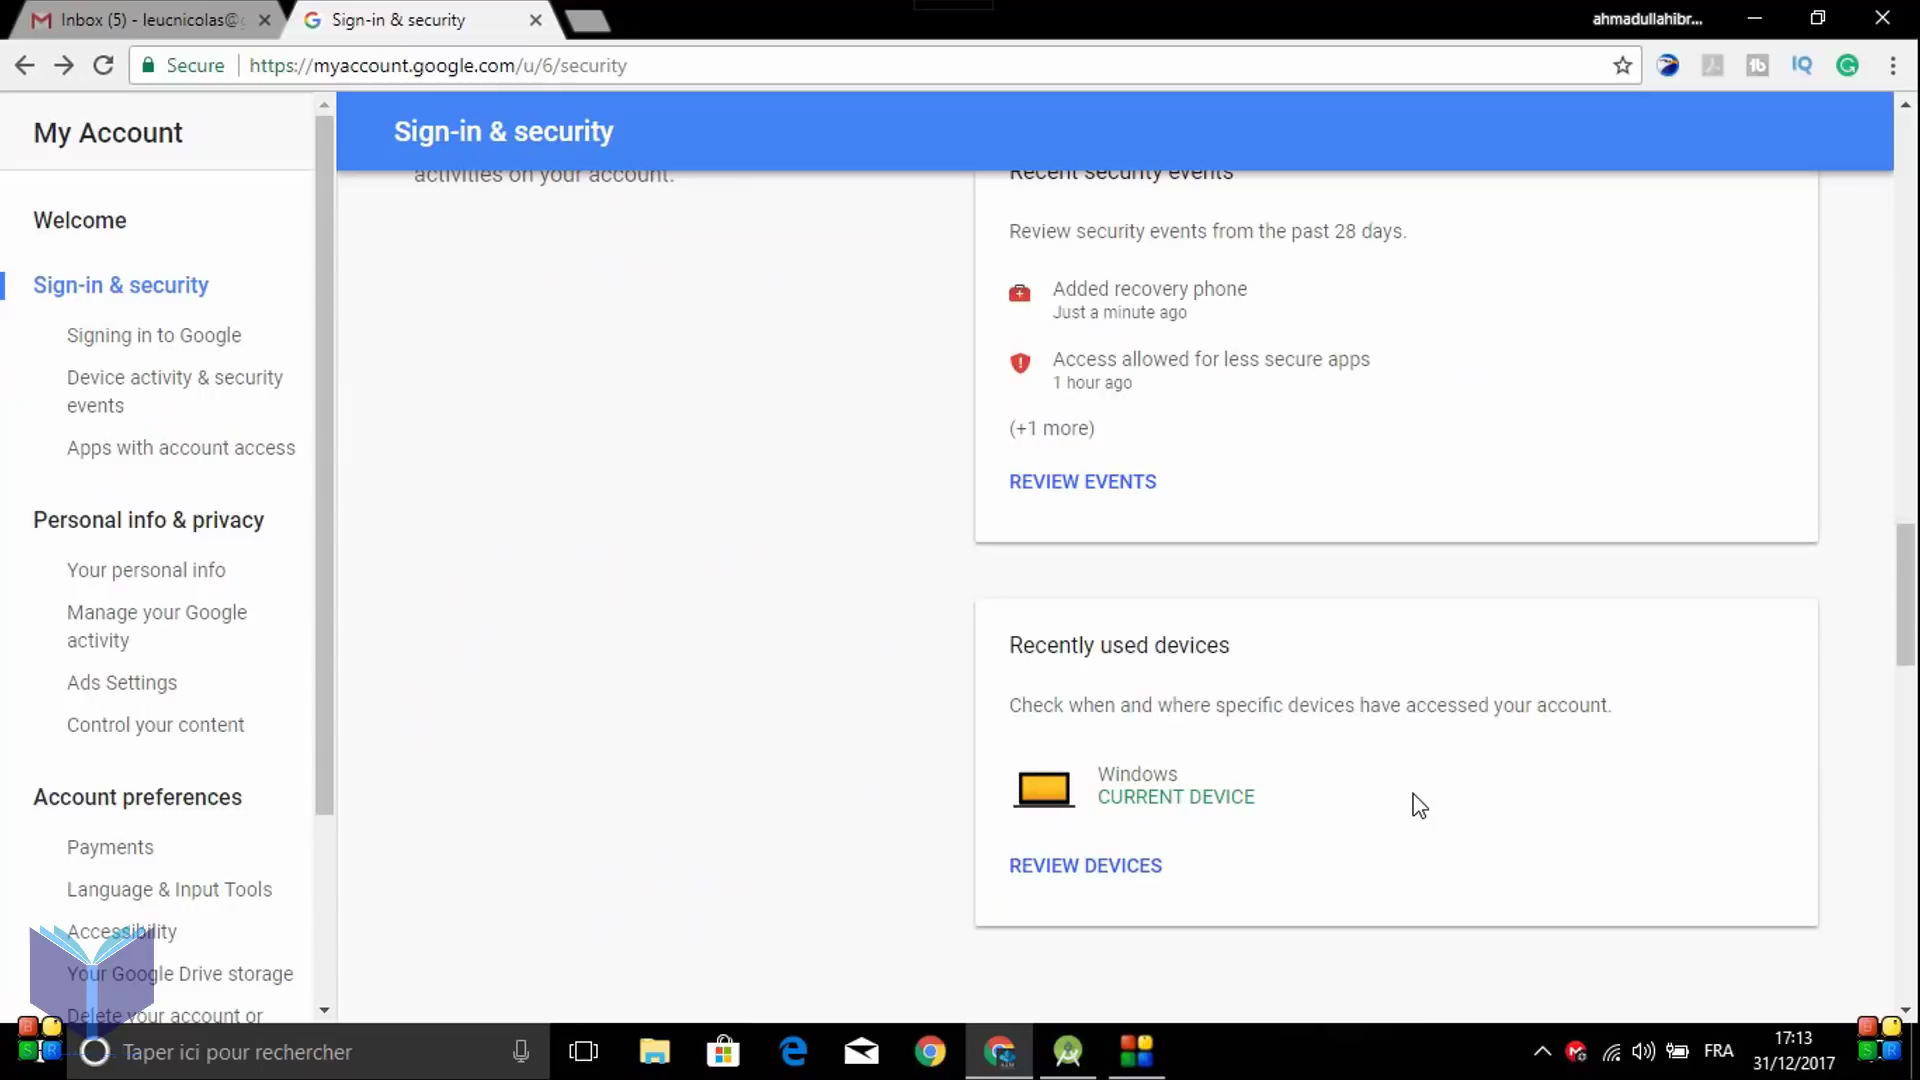 Inbox (5) - leucnicolas@
Sign-in & security
ahmadullahibr...
Secure
https://myaccount.google.com/u/6/security
My Account
Sign-in & security
Welcome
Sign-in & security
Signing in to Google
Device activity & security
events
Apps with account access
Personal info & privacy
Your personal info
Manage your Google
activity
Ads Settings
Control your content
Account preferences
Payments
Language & Input Tools
Accessibility
Your Google Drive storage
Delete your account or
activities on your account.
Recent security events
Review security events from the past 28 days.
Added recovery phone
Just a minute ago
Access allowed for less secure apps
1 hour ago
(+1 more)
REVIEW EVENTS
Recently used devices
Check when and where specific devices have accessed your account.
Windows
CURRENT DEVICE
REVIEW DEVICES
Taper ici pour rechercher
FRA
17:13
31/12/2017